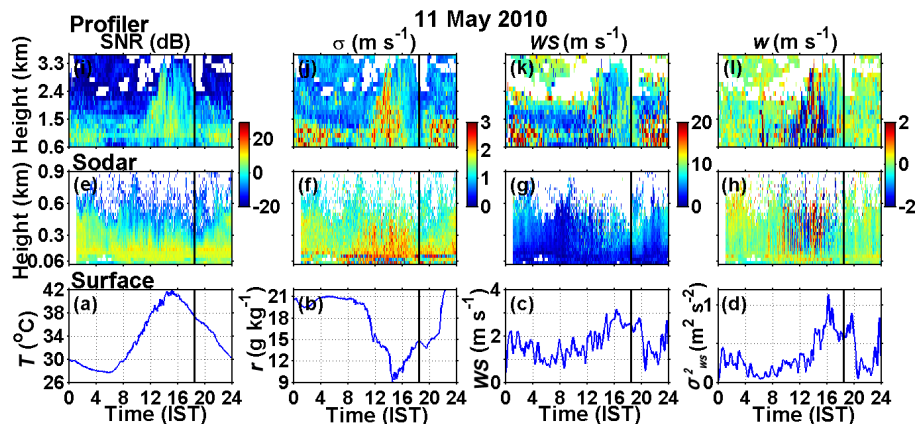 11 May 2010
Profiler
SNR (dB)
σ (m s⁻¹)
WS (m s⁻¹)
w (m s⁻¹)
Height (km)
3.3
2.4
1.5
0.6
(j)
(k)
(l)
20
0
-20
3
2
1
0
20
10
0
2
0
-2
Sodar
Height (km)
0.9
0.6
0.3
0.06
(e)
(f)
(g)
(h)
Surface
T (°C)
42
38
34
30
26
(a)
r (g kg⁻¹)
21
18
15
12
9
(b)
WS (m s⁻¹)
4
2
0
(c)
σ²ws (m² s⁻²)
1
0
(d)
0 4 8 12 16 20 24
0 4 8 12 16 20 24
0 4 8 12 16 20 24
0 4 8 12 16 20 24
Time (IST)
Time (IST)
Time (IST)
Time (IST)